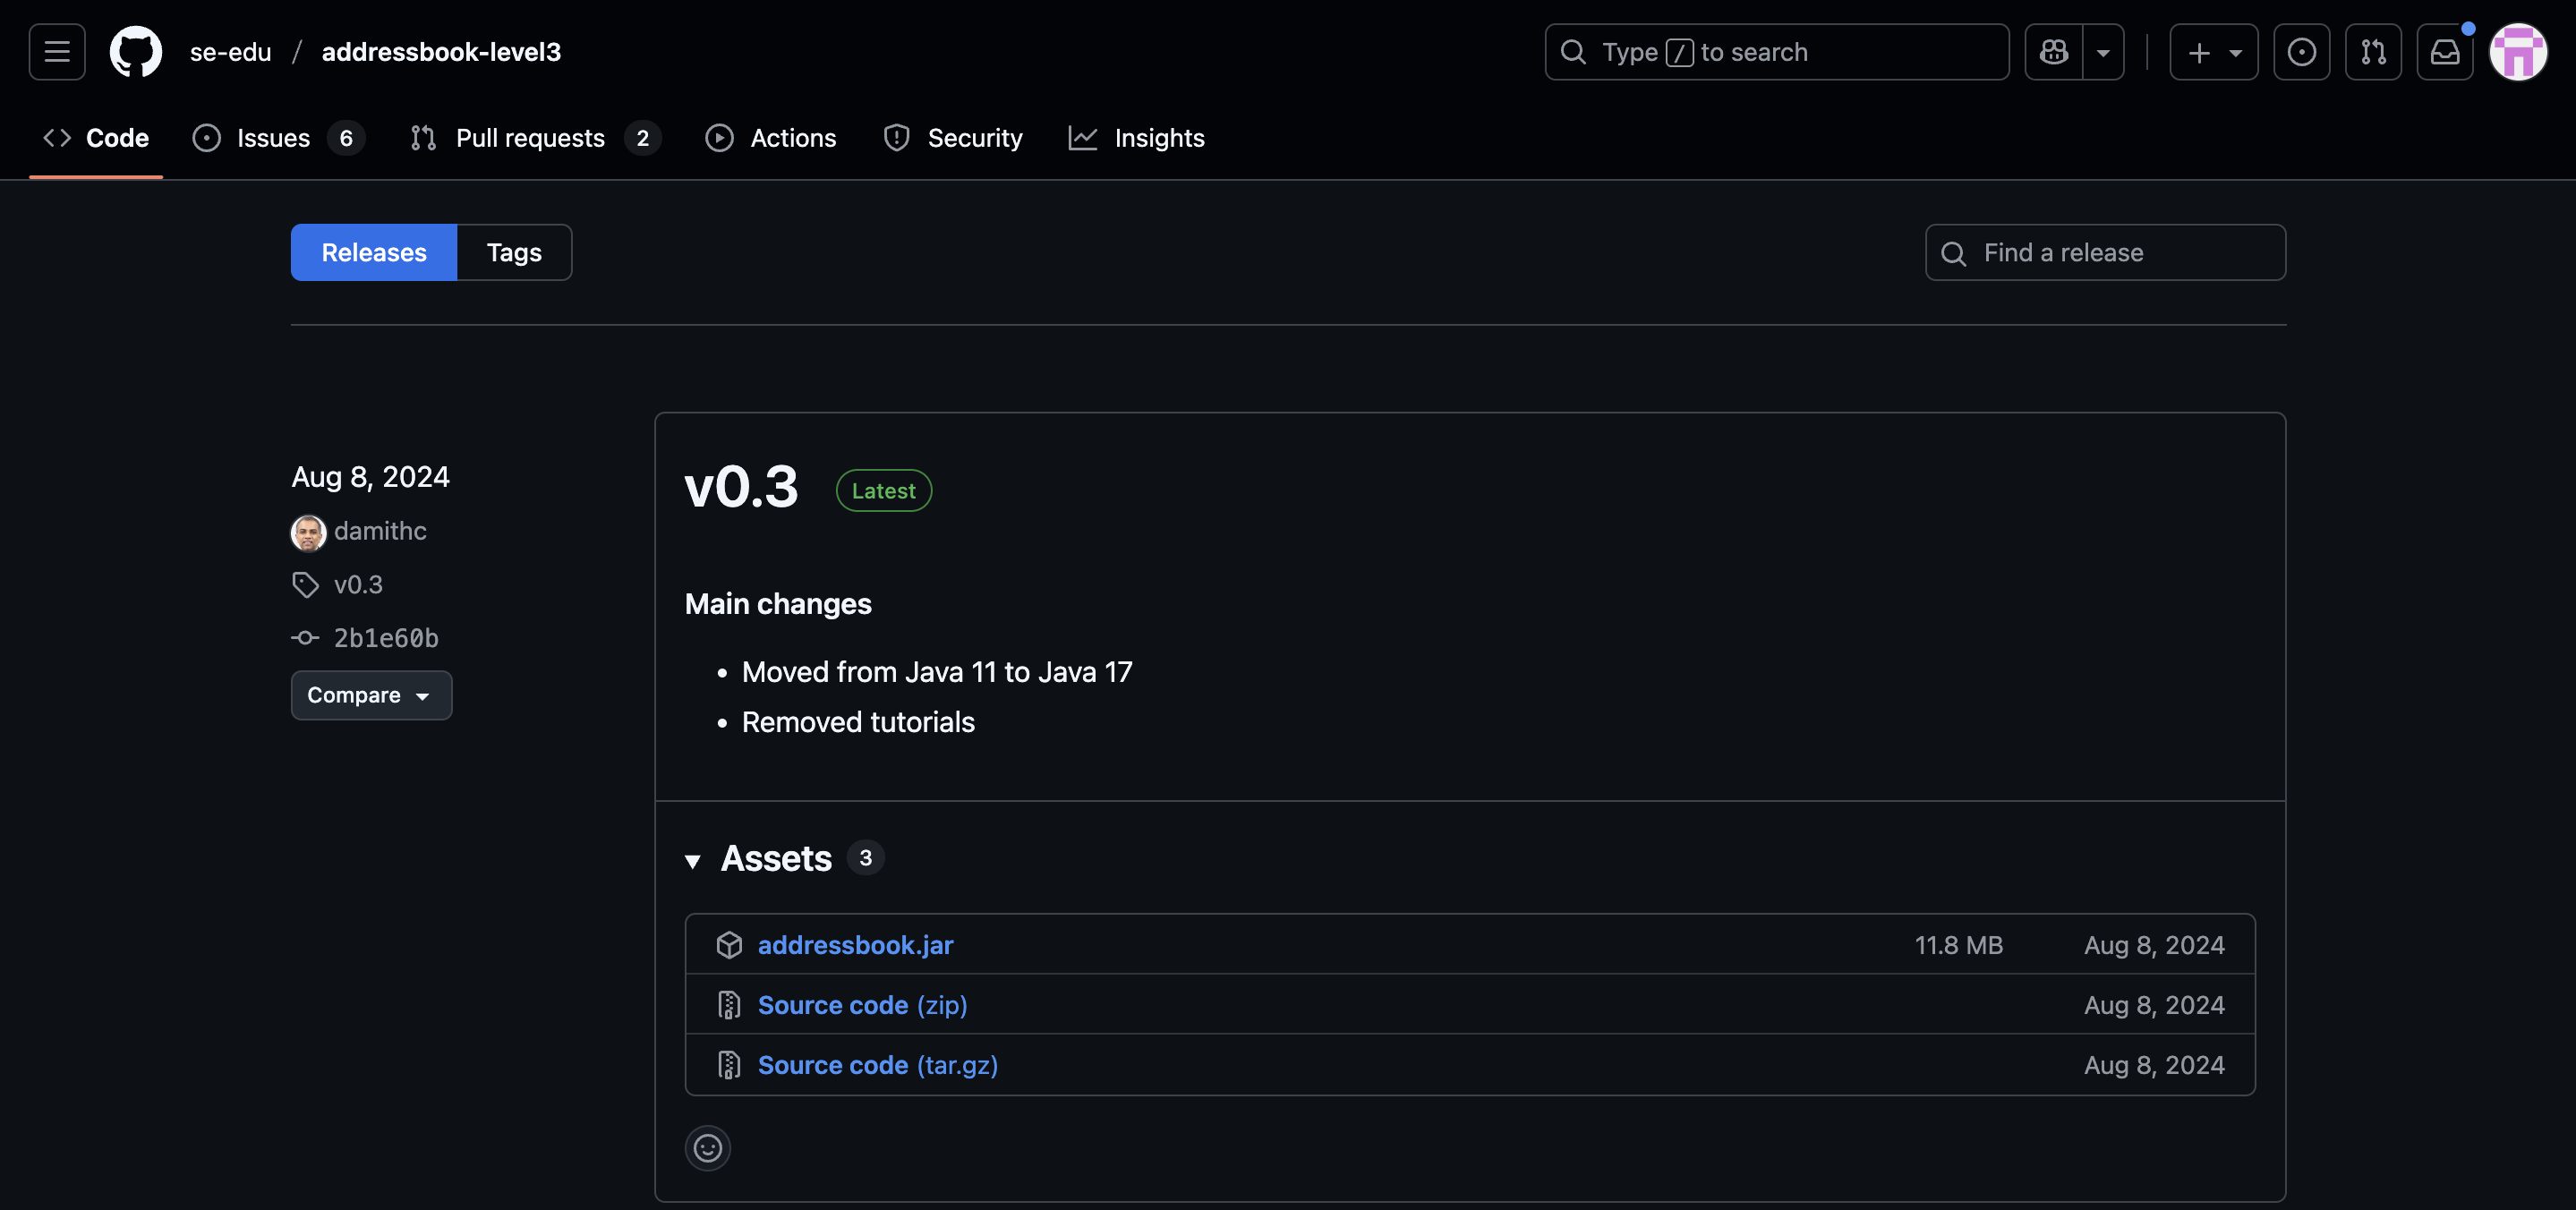 se-edu / addressbook-level3
Type / to search
Code
Issues 6
Pull requests 2
Actions
Security
Insights
Releases
Tags
Find a release
Aug 8, 2024
damithc
v0.3
2b1e60b
Compare
v0.3 Latest
Main changes
• Moved from Java 11 to Java 17
• Removed tutorials
Assets 3
addressbook.jar 11.8 MB Aug 8, 2024
Source code (zip) Aug 8, 2024
Source code (tar.gz) Aug 8, 2024